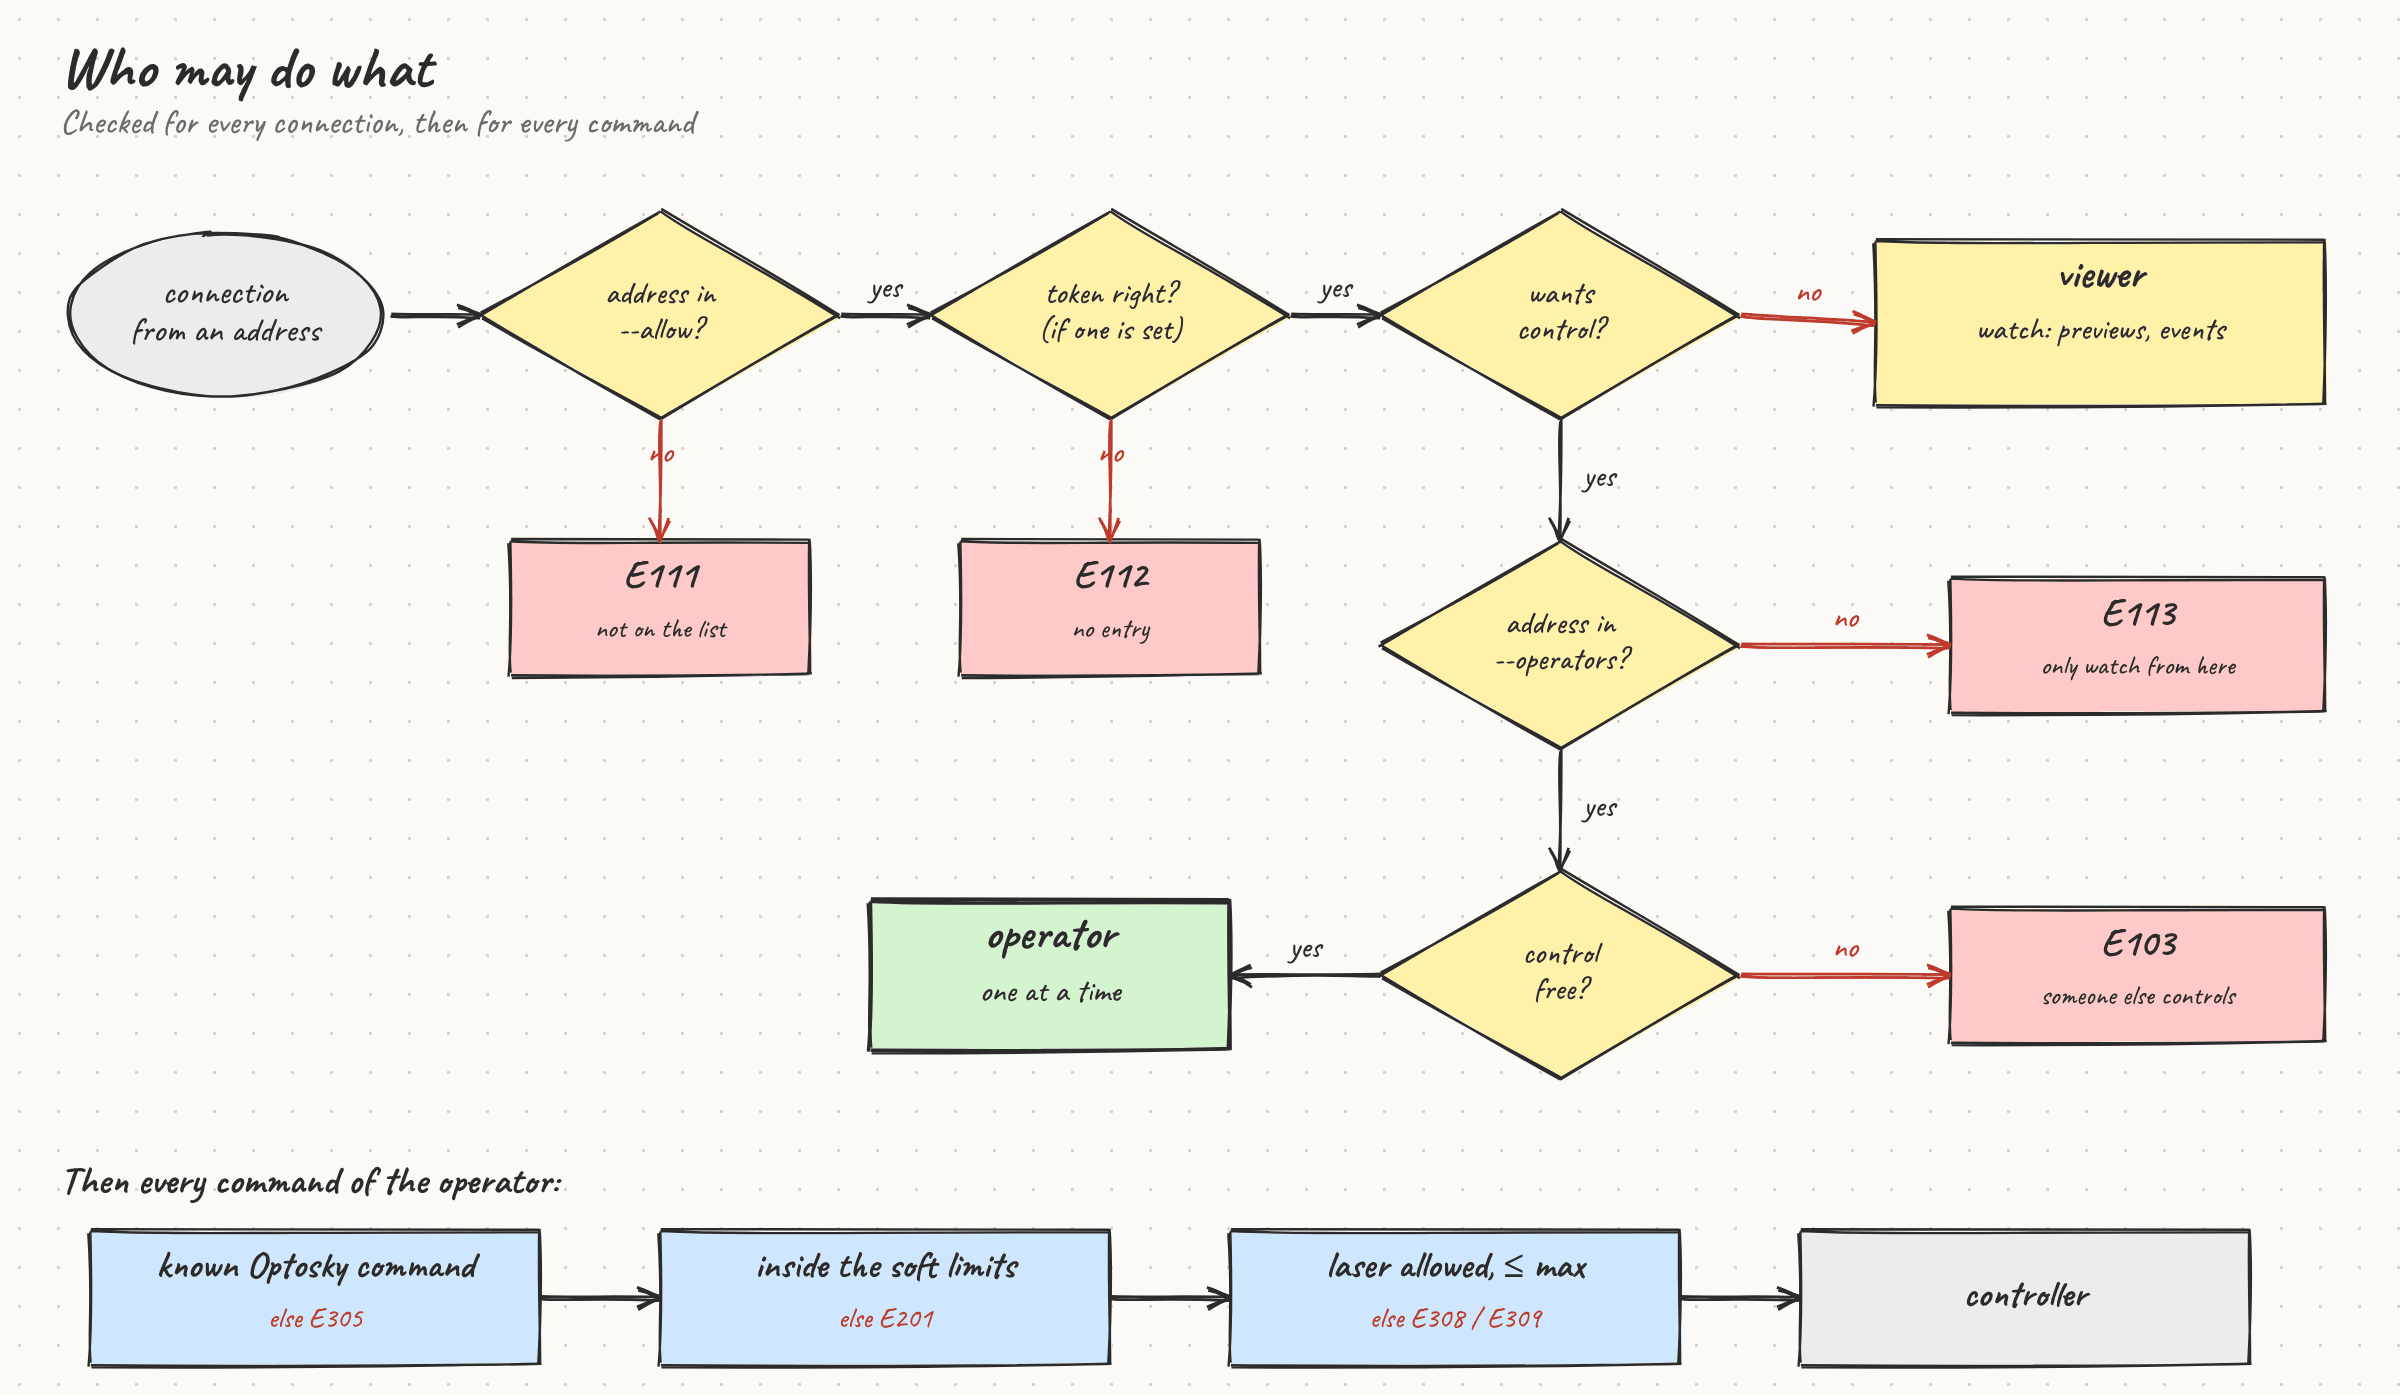 Who may do what
Checked for every connection, then for every command
connection
from an address
address in
--allow?
yes
token right?
(if one is set)
yes
wants
control?
no
viewer
watch: previews, events
no
no
yes
E111
not on the list
E112
no entry
address in
--operators?
no
E113
only watch from here
yes
operator
one at a time
yes
control
free?
no
E103
someone else controls
Then every command of the operator:
known Optosky command
else E305
inside the soft limits
else E201
laser allowed, ≤ max
else E308 / E309
controller